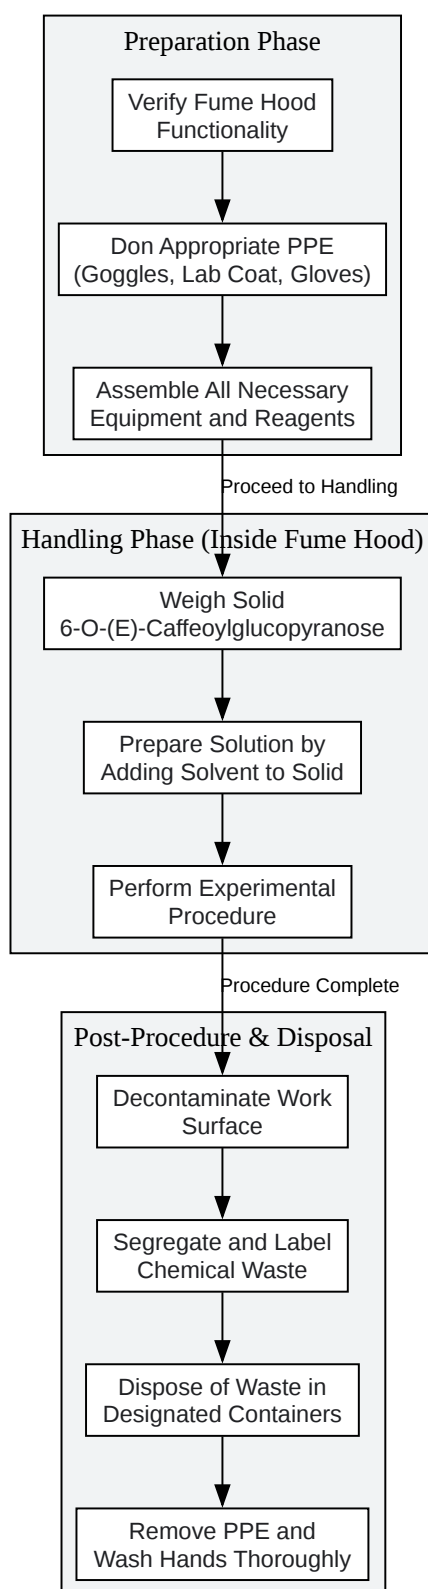 Preparation Phase
Verify Fume Hood
Functionality
Don Appropriate PPE
(Goggles, Lab Coat, Gloves)
Assemble All Necessary
Equipment and Reagents
Proceed to Handling
Handling Phase (Inside Fume Hood)
Weigh Solid
6-O-(E)-Caffeoylglucopyranose
Prepare Solution by
Adding Solvent to Solid
Perform Experimental
Procedure
Procedure Complete
Post-Procedure & Disposal
Decontaminate Work
Surface
Segregate and Label
Chemical Waste
Dispose of Waste in
Designated Containers
Remove PPE and
Wash Hands Thoroughly